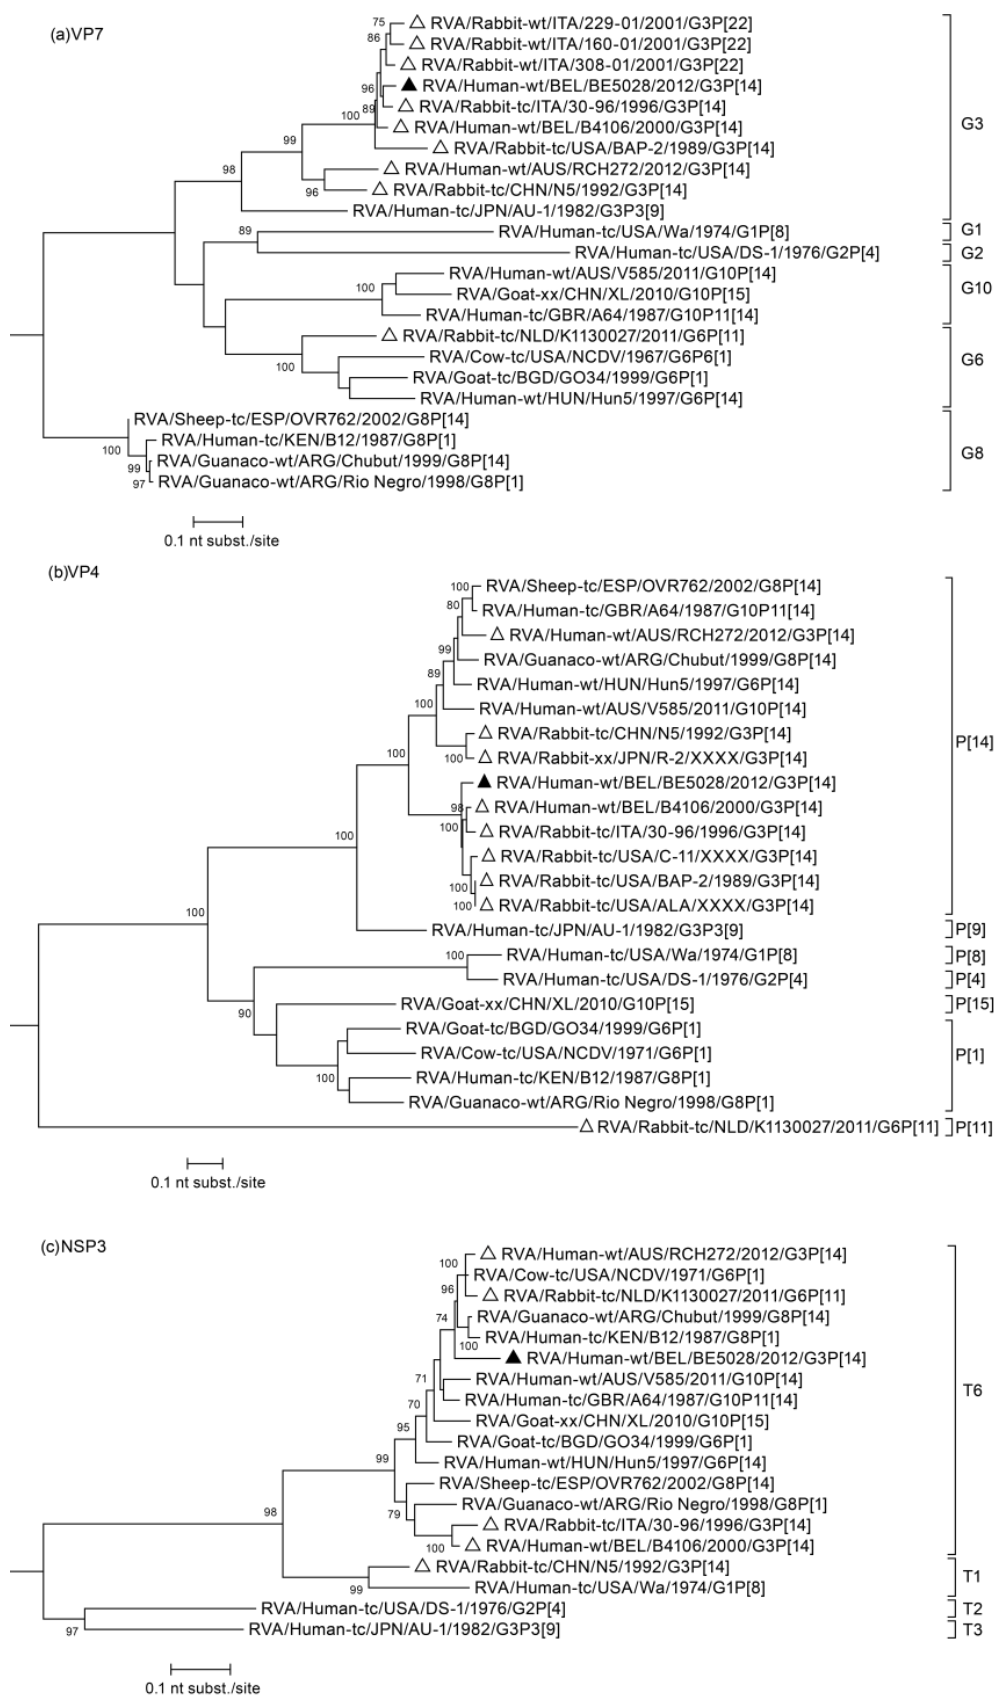 (a)VP7
75 △ RVA/Rabbit-wt/ITA/229-01/2001/G3P[22]
86 △ RVA/Rabbit-wt/ITA/160-01/2001/G3P[22]
△ RVA/Rabbit-wt/ITA/308-01/2001/G3P[22]
96 ▲ RVA/Human-wt/BEL/BE5028/2012/G3P[14]
100 89 △ RVA/Rabbit-tc/ITA/30-96/1996/G3P[14]
G3
△ RVA/Human-wt/BEL/B4106/2000/G3P[14]
99 △ RVA/Rabbit-tc/USA/BAP-2/1989/G3P[14]
98 △ RVA/Human-wt/AUS/RCH272/2012/G3P[14]
96 △ RVA/Rabbit-tc/CHN/N5/1992/G3P[14]
RVA/Human-tc/JPN/AU-1/1982/G3P3[9]
89 RVA/Human-tc/USA/Wa/1974/G1P[8] G1
RVA/Human-tc/USA/DS-1/1976/G2P[4] G2
RVA/Human-wt/AUS/V585/2011/G10P[14]
100 RVA/Goat-xx/CHN/XL/2010/G10P[15] G10
RVA/Human-tc/GBR/A64/1987/G10P11[14]
△ RVA/Rabbit-tc/NLD/K1130027/2011/G6P[11]
100 RVA/Cow-tc/USA/NCDV/1967/G6P6[1] G6
RVA/Goat-tc/BGD/GO34/1999/G6P[1]
RVA/Human-wt/HUN/Hun5/1997/G6P[14]
RVA/Sheep-tc/ESP/OVR762/2002/G8P[14]
100 RVA/Human-tc/KEN/B12/1987/G8P[1]
99 RVA/Guanaco-wt/ARG/Chubut/1999/G8P[14] G8
97 RVA/Guanaco-wt/ARG/Rio Negro/1998/G8P[1]
0.1 nt subst./site
(b)VP4
100 RVA/Sheep-tc/ESP/OVR762/2002/G8P[14]
80 RVA/Human-tc/GBR/A64/1987/G10P11[14]
△ RVA/Human-wt/AUS/RCH272/2012/G3P[14]
99 RVA/Guanaco-wt/ARG/Chubut/1999/G8P[14]
89 RVA/Human-wt/HUN/Hun5/1997/G6P[14]
100 RVA/Human-wt/AUS/V585/2011/G10P[14]
△ RVA/Rabbit-tc/CHN/N5/1992/G3P[14]
P[14]
100 100 △ RVA/Rabbit-xx/JPN/R-2/XXXX/G3P[14]
▲ RVA/Human-wt/BEL/BE5028/2012/G3P[14]
98 △ RVA/Human-wt/BEL/B4106/2000/G3P[14]
100 100 △ RVA/Rabbit-tc/ITA/30-96/1996/G3P[14]
△ RVA/Rabbit-tc/USA/C-11/XXXX/G3P[14]
100 △ RVA/Rabbit-tc/USA/BAP-2/1989/G3P[14]
100 100 △ RVA/Rabbit-tc/USA/ALA/XXXX/G3P[14]
RVA/Human-tc/JPN/AU-1/1982/G3P3[9] P[9]
100 RVA/Human-tc/USA/Wa/1974/G1P[8] P[8]
RVA/Human-tc/USA/DS-1/1976/G2P[4] P[4]
90 RVA/Goat-xx/CHN/XL/2010/G10P[15] P[15]
RVA/Goat-tc/BGD/GO34/1999/G6P[1]
RVA/Cow-tc/USA/NCDV/1971/G6P[1] P[1]
100 RVA/Human-tc/KEN/B12/1987/G8P[1]
RVA/Guanaco-wt/ARG/Rio Negro/1998/G8P[1]
△ RVA/Rabbit-tc/NLD/K1130027/2011/G6P[11] P[11]
0.1 nt subst./site
(c)NSP3
100 △ RVA/Human-wt/AUS/RCH272/2012/G3P[14]
RVA/Cow-tc/USA/NCDV/1971/G6P[1]
96 △ RVA/Rabbit-tc/NLD/K1130027/2011/G6P[11]
74 RVA/Guanaco-wt/ARG/Chubut/1999/G8P[14]
100 RVA/Human-tc/KEN/B12/1987/G8P[1]
▲ RVA/Human-wt/BEL/BE5028/2012/G3P[14]
71 RVA/Human-wt/AUS/V585/2011/G10P[14]
T6
RVA/Human-tc/GBR/A64/1987/G10P11[14]
70 RVA/Goat-xx/CHN/XL/2010/G10P[15]
95 RVA/Goat-tc/BGD/GO34/1999/G6P[1]
99 RVA/Human-wt/HUN/Hun5/1997/G6P[14]
RVA/Sheep-tc/ESP/OVR762/2002/G8P[14]
79 RVA/Guanaco-wt/ARG/Rio Negro/1998/G8P[1]
98 △ RVA/Rabbit-tc/ITA/30-96/1996/G3P[14]
100 △ RVA/Human-wt/BEL/B4106/2000/G3P[14]
△ RVA/Rabbit-tc/CHN/N5/1992/G3P[14]
T1
99 RVA/Human-tc/USA/Wa/1974/G1P[8]
RVA/Human-tc/USA/DS-1/1976/G2P[4] T2
97 RVA/Human-tc/JPN/AU-1/1982/G3P3[9] T3
0.1 nt subst./site